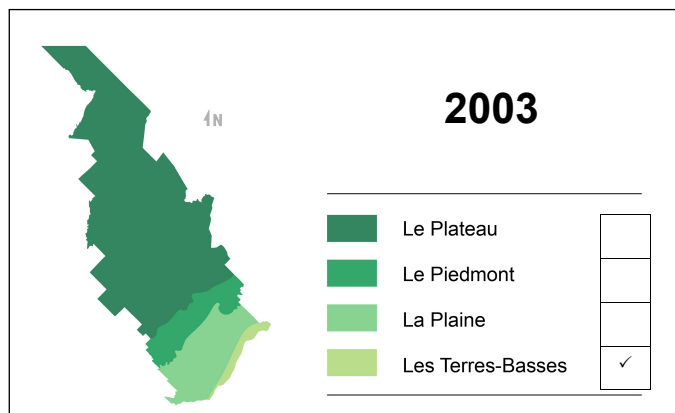 N
2003
Le Plateau
Le Piedmont
La Plaine
Les Terres-Basses ✓